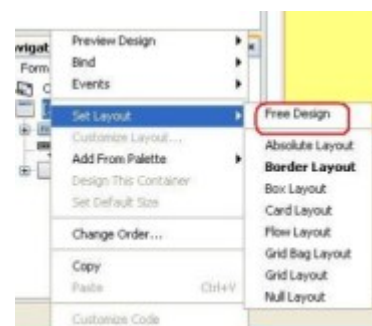 Preview Design
Bind
Events
Set Layout
Customize Layout...
Add From Palette
Design This Container
Set Default Size
Change Order...
Copy
Paste Ctrl+V
Customize Code
Free Design
Absolute Layout
Border Layout
Box Layout
Card Layout
Flow Layout
Grid Bag Layout
Grid Layout
Null Layout
vigat
Form